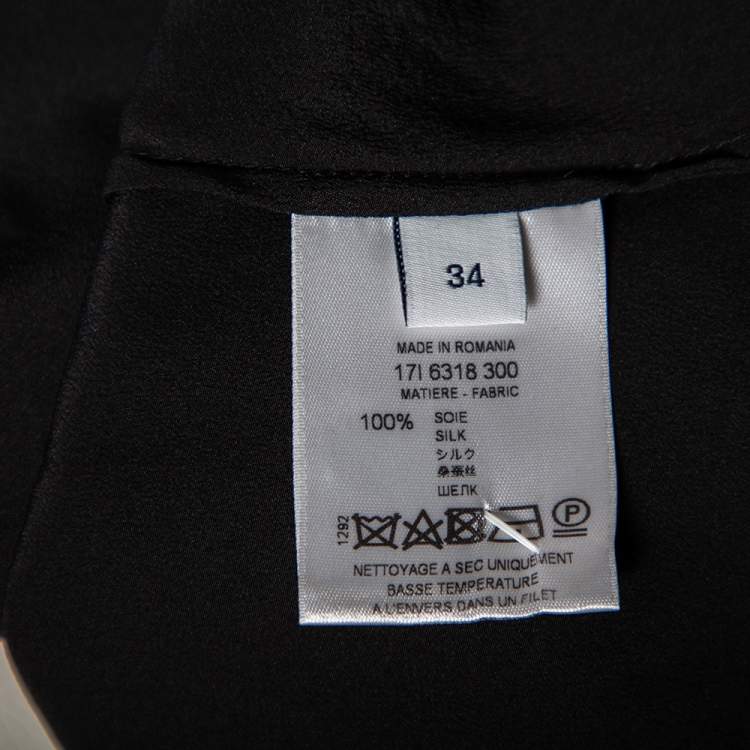 34
MADE IN ROMANIA
17I 6318 300
MATIERE - FABRIC
100% SOIE
SILK
シルク
桑蚕丝
ШЕЛК
1292
P
NETTOYAGE A SEC UNIQUEMENT
BASSE TEMPERATURE
A L'ENVERS DANS UN FILET